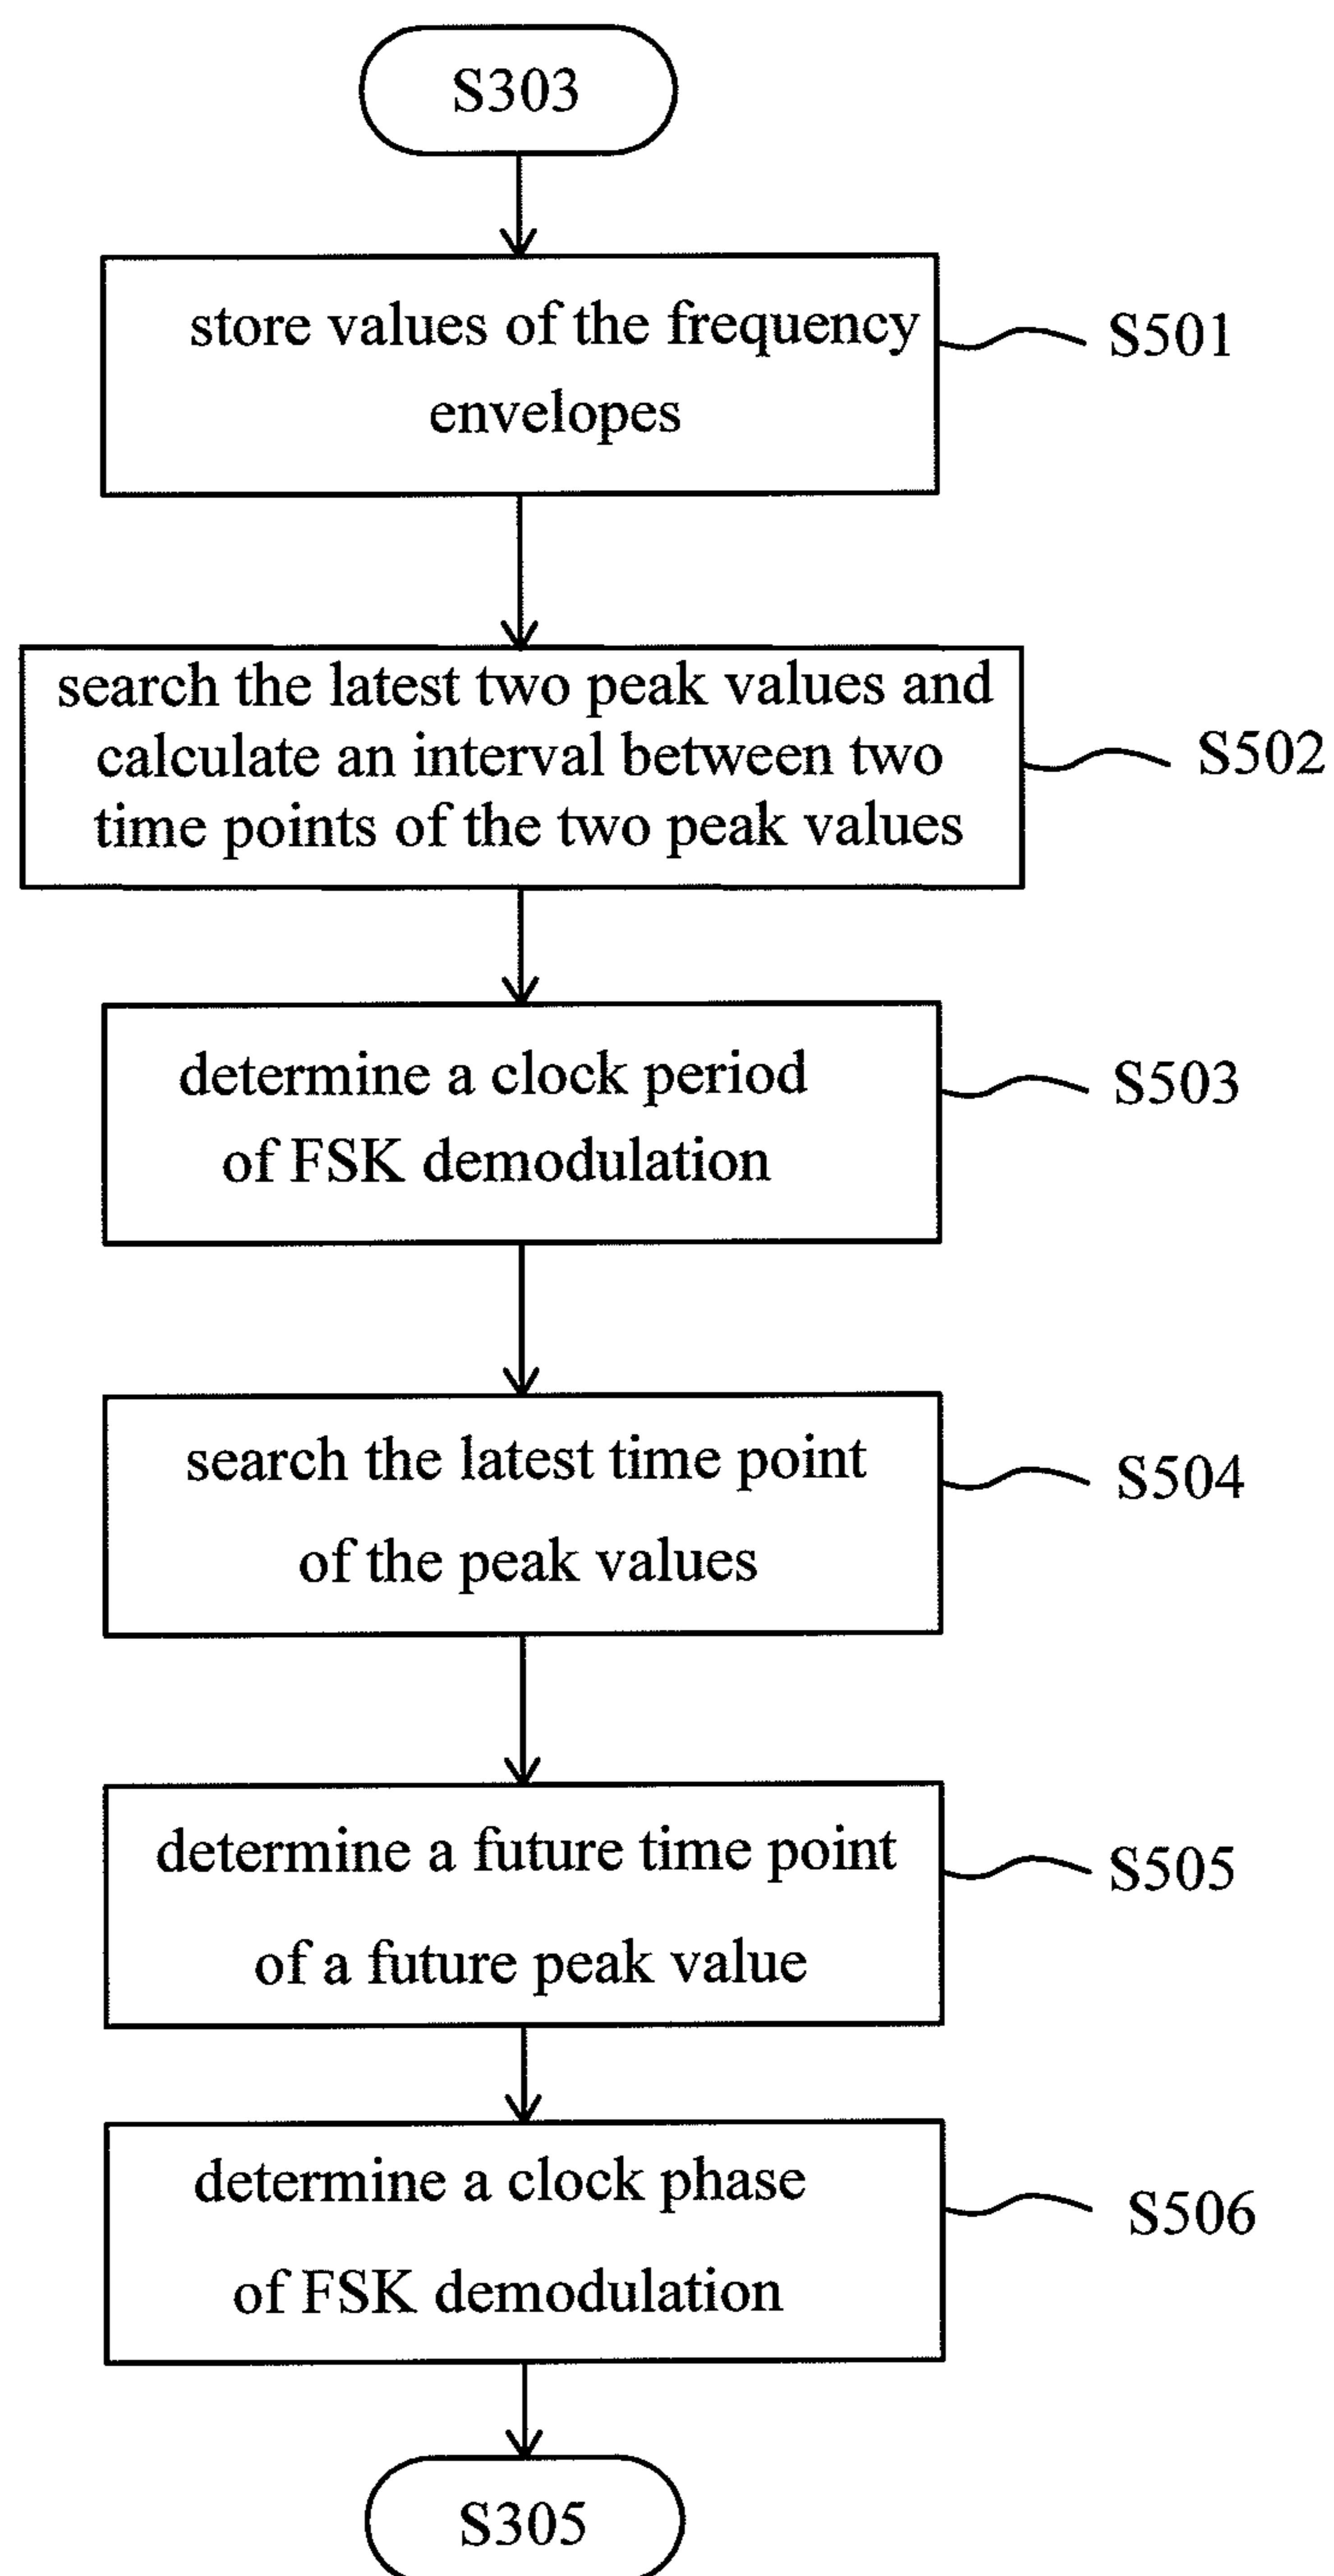 S303
store values of the frequency
envelopes
S501
search the latest two peak values and
calculate an interval between two
time points of the two peak values
S502
determine a clock period
of FSK demodulation
S503
search the latest time point
of the peak values
S504
determine a future time point
of a future peak value
S505
determine a clock phase
of FSK demodulation
S506
S305